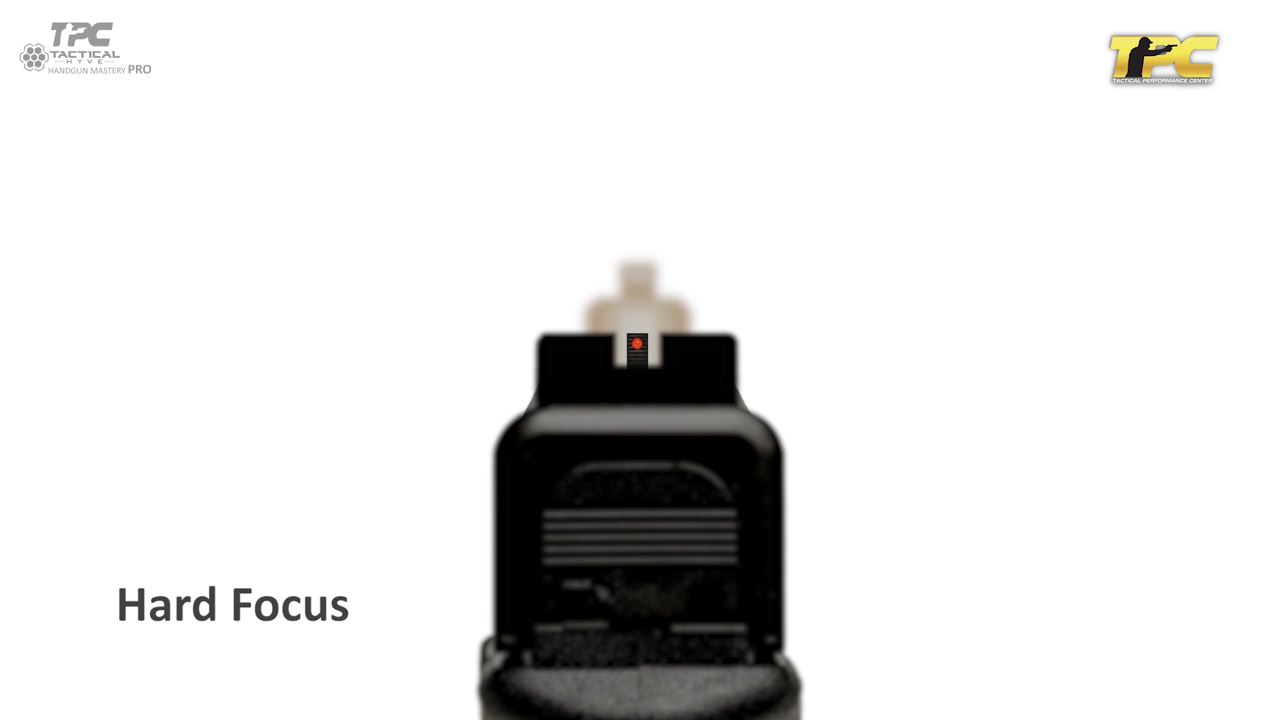 TPC
TACTICAL
HYVE
HANDGUN MASTERY PRO
TPC
TACTICAL PERFORMANCE CENTER
Hard Focus